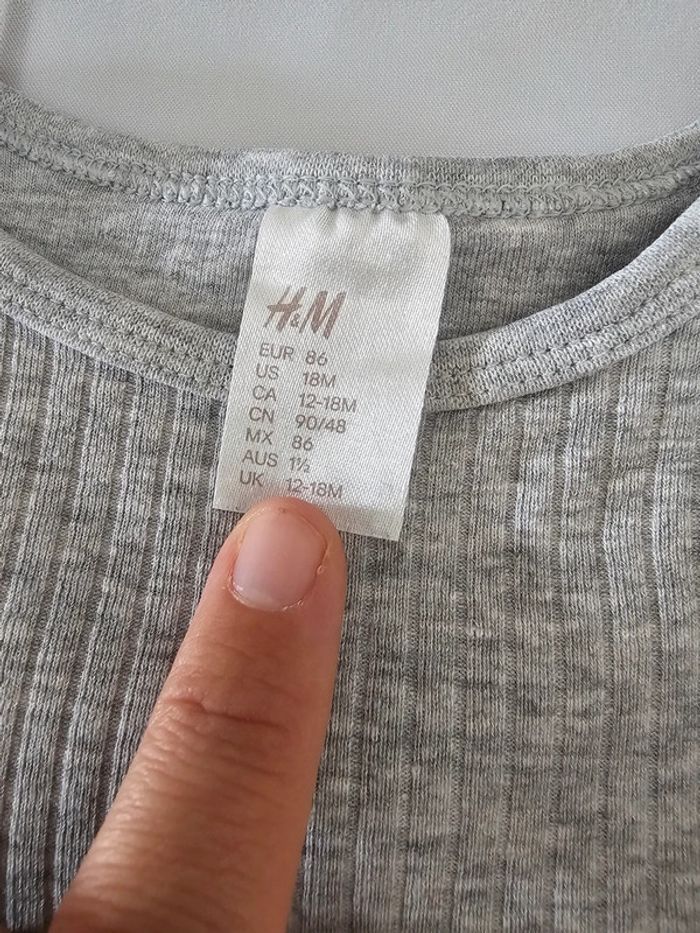 H&M
EUR 86
US 18M
CA 12-18M
CN 90/48
MX 86
AUS 1½
UK 12-18M